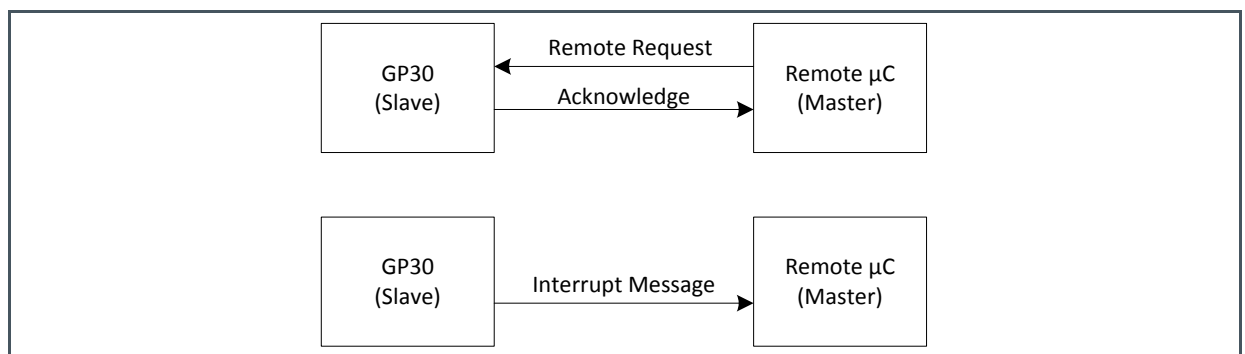 GP30
(Slave)
Remote Request
Acknowledge
Remote µC
(Master)
GP30
(Slave)
Interrupt Message
Remote µC
(Master)